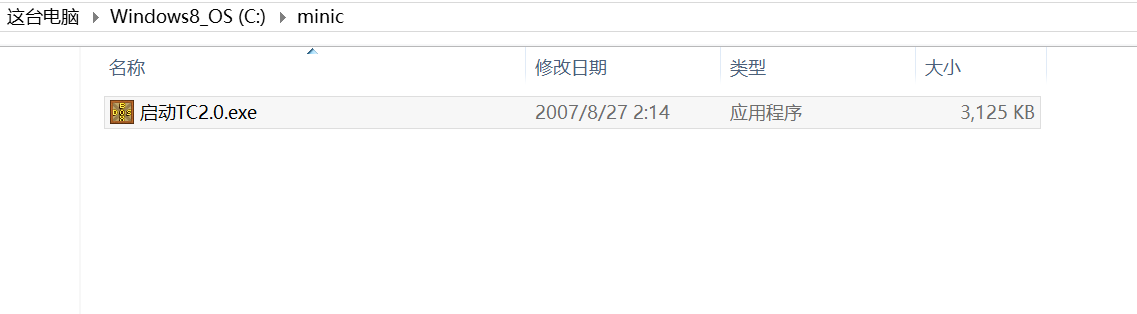 这台电脑 Windows8_OS (C:) minic
名称 修改日期 类型 大小
启动TC2.0.exe 2007/8/27 2:14 应用程序 3,125 KB